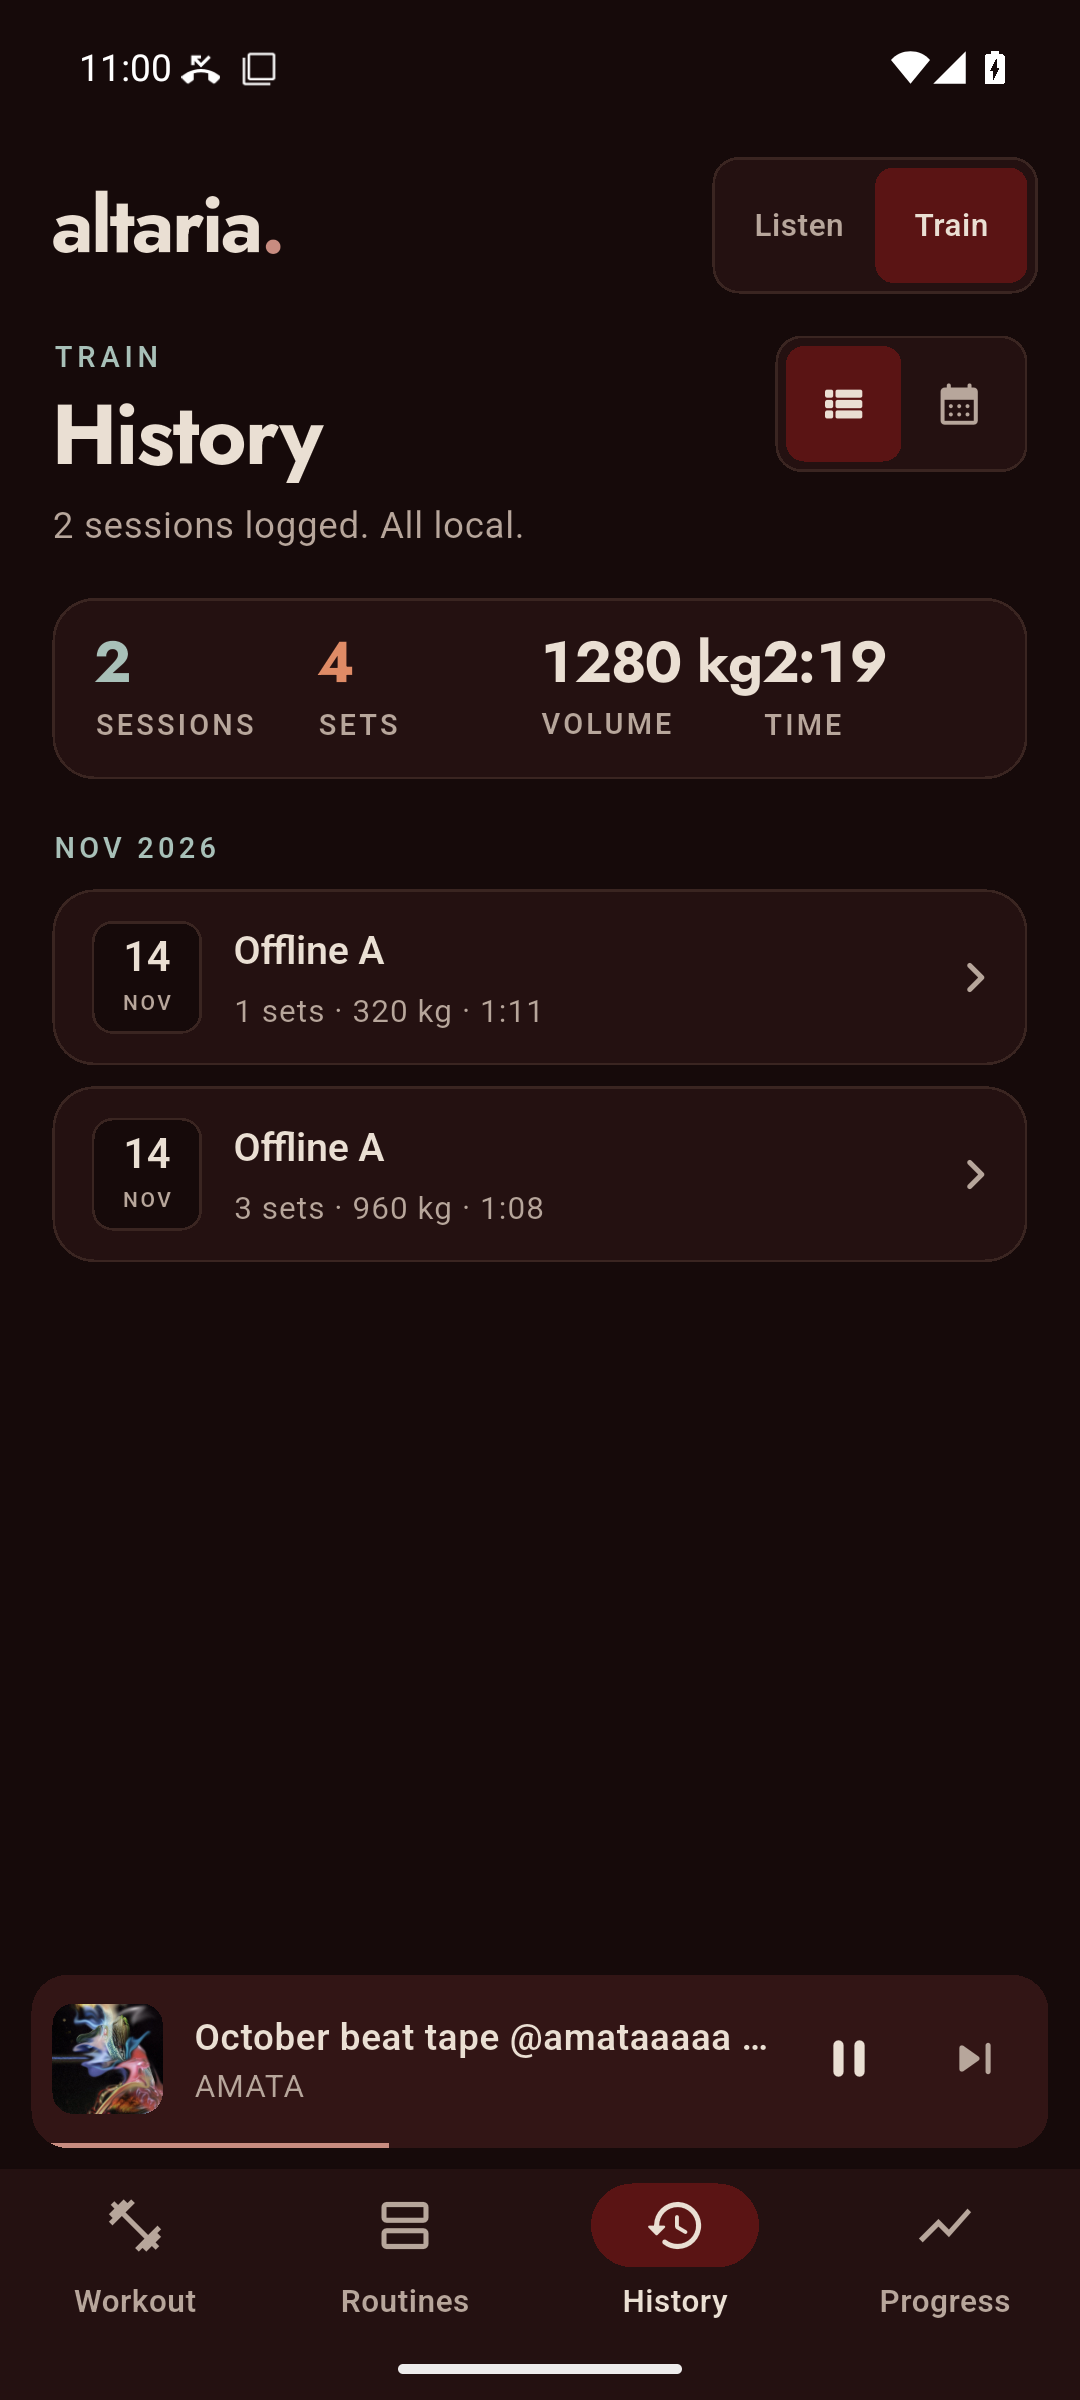 11:00
altaria.
Listen
Train
TRAIN
History
2 sessions logged. All local.
2
SESSIONS
4
SETS
1280 kg
VOLUME
2:19
TIME
NOV 2026
14
NOV
Offline A
1 sets · 320 kg · 1:11
14
NOV
Offline A
3 sets · 960 kg · 1:08
October beat tape @amataaaaa ...
AMATA
Workout
Routines
History
Progress